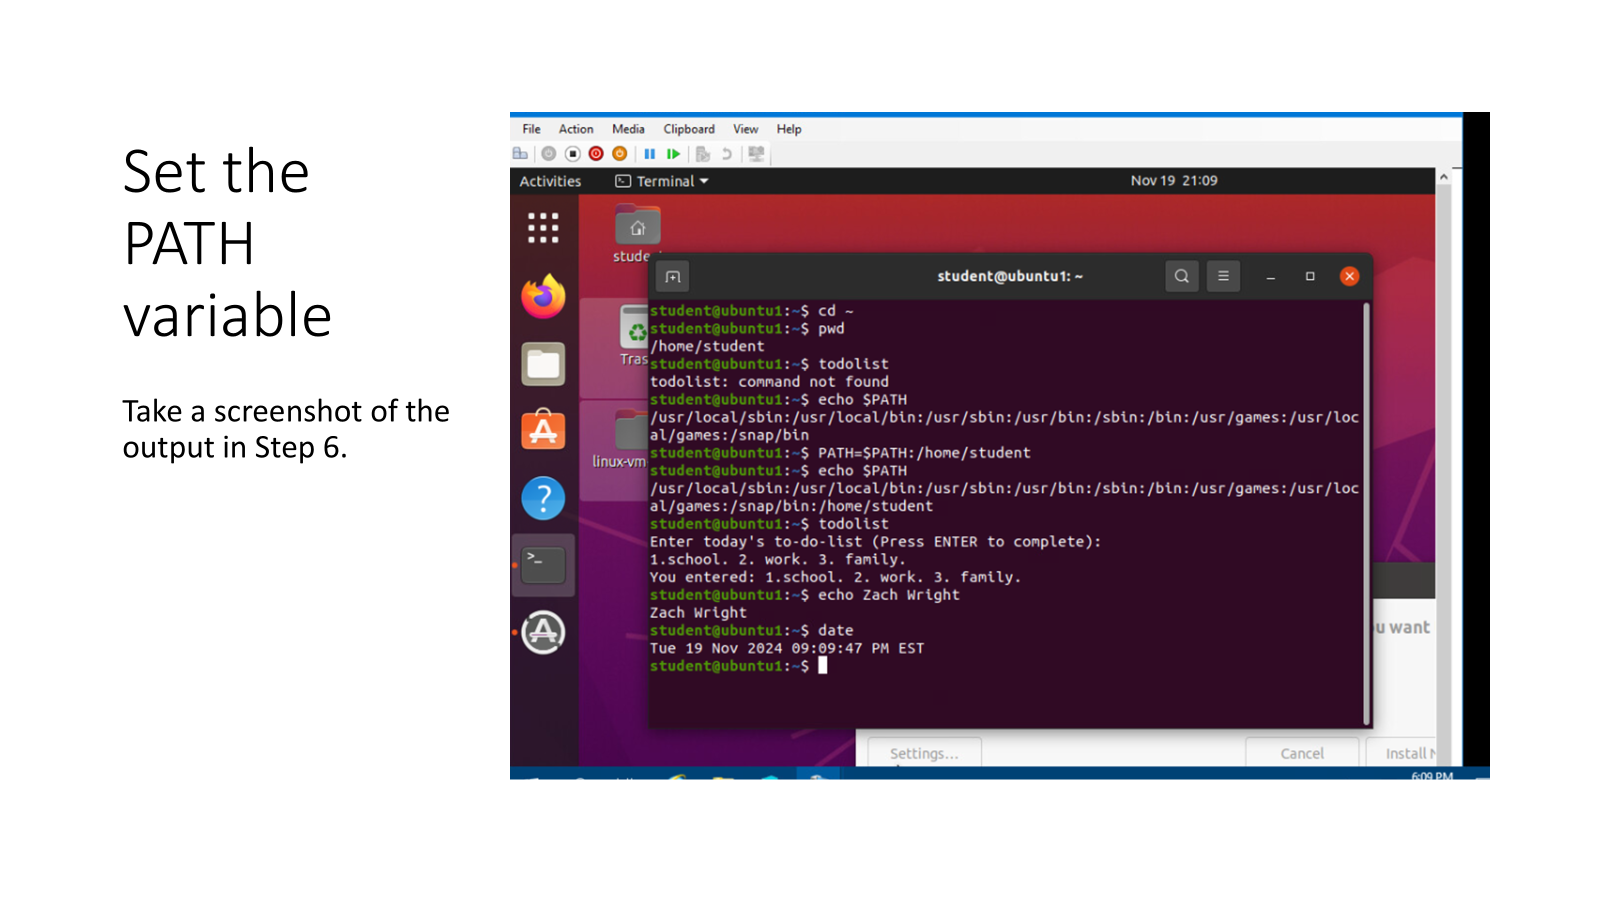 Set the
PATH
variable
Take a screenshot of the
output in Step 6.
File Action Media Clipboard View Help
Activities Terminal Nov 19 21:09
student@ubuntu1: ~
student@ubuntu1:~$ cd ~
student@ubuntu1:~$ pwd
/home/student
student@ubuntu1:~$ todolist
todolist: command not found
student@ubuntu1:~$ echo $PATH
/usr/local/sbin:/usr/local/bin:/usr/sbin:/usr/bin:/sbin:/bin:/usr/games:/usr/loc
al/games:/snap/bin
student@ubuntu1:~$ PATH=$PATH:/home/student
student@ubuntu1:~$ echo $PATH
/usr/local/sbin:/usr/local/bin:/usr/sbin:/usr/bin:/sbin:/bin:/usr/games:/usr/loc
al/games:/snap/bin:/home/student
student@ubuntu1:~$ todolist
Enter today's to-do-list (Press ENTER to complete):
1.school. 2. work. 3. family.
You entered: 1.school. 2. work. 3. family.
student@ubuntu1:~$ echo Zach Wright
Zach Wright
student@ubuntu1:~$ date
Tue 19 Nov 2024 09:09:47 PM EST
student@ubuntu1:~$
stude
Tras
linux-vm
u want
Settings... Cancel Install N
6:09 PM